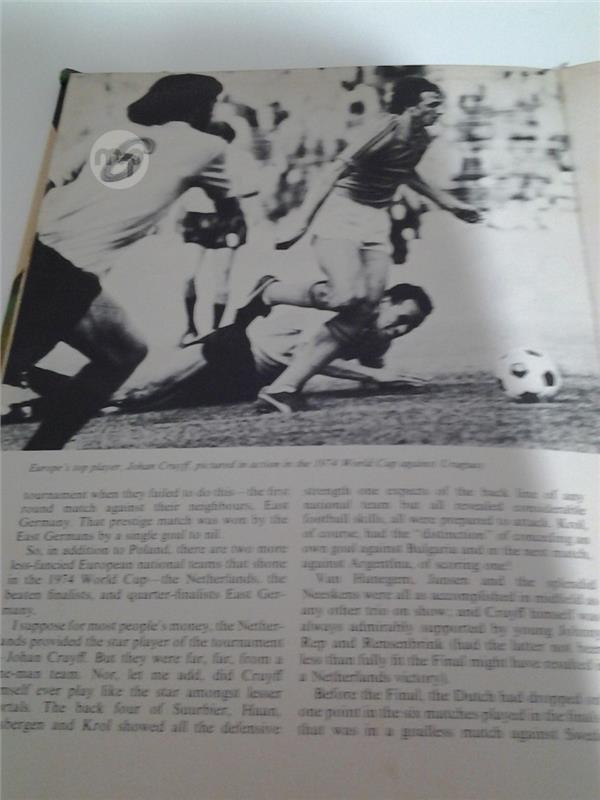 Europe's top player, Johan Cruyff, pictured in action in the 1974 World Cup against Uruguay
tournament when they failed to do this—the first
round match against their neighbours, East
Germany. That prestige match was won by the
East Germans by a single goal to nil.
So, in addition to Poland, there are two more
less-fancied European national teams that shone
in the 1974 World Cup—the Netherlands, the
beaten finalists, and quarter-finalists East Ger-
many.
I suppose for most people's money, the Nether-
lands provided the star player of the tournament
—Johan Cruyff. But they were far, far, from a
ne-man team. Nor, let me add, did Cruyff
mself ever play like the star amongst lesser
rtals. The back four of Suurbier, Haan,
sbergen and Krol showed all the defensive
strength one expects of the back line of any
national team but all revealed considerable
football skills, all were prepared to attack. Krol,
of course, had the "distinction" of conceding an
own goal against Bulgaria and in the next match,
against Argentina, of scoring one!
Van Hanegem, Jansen and the splendid
Neeskens were all as accomplished in midfield as
any other trio on show; and Cruyff himself was
always admirably supported by young Johnny
Rep and Rensenbrink (had the latter not been
less than fully fit the Final might have resulted in
a Netherlands victory).
Before the Final, the Dutch had dropped only
one point in the six matches played in the finals
that was in a goalless match against Swed